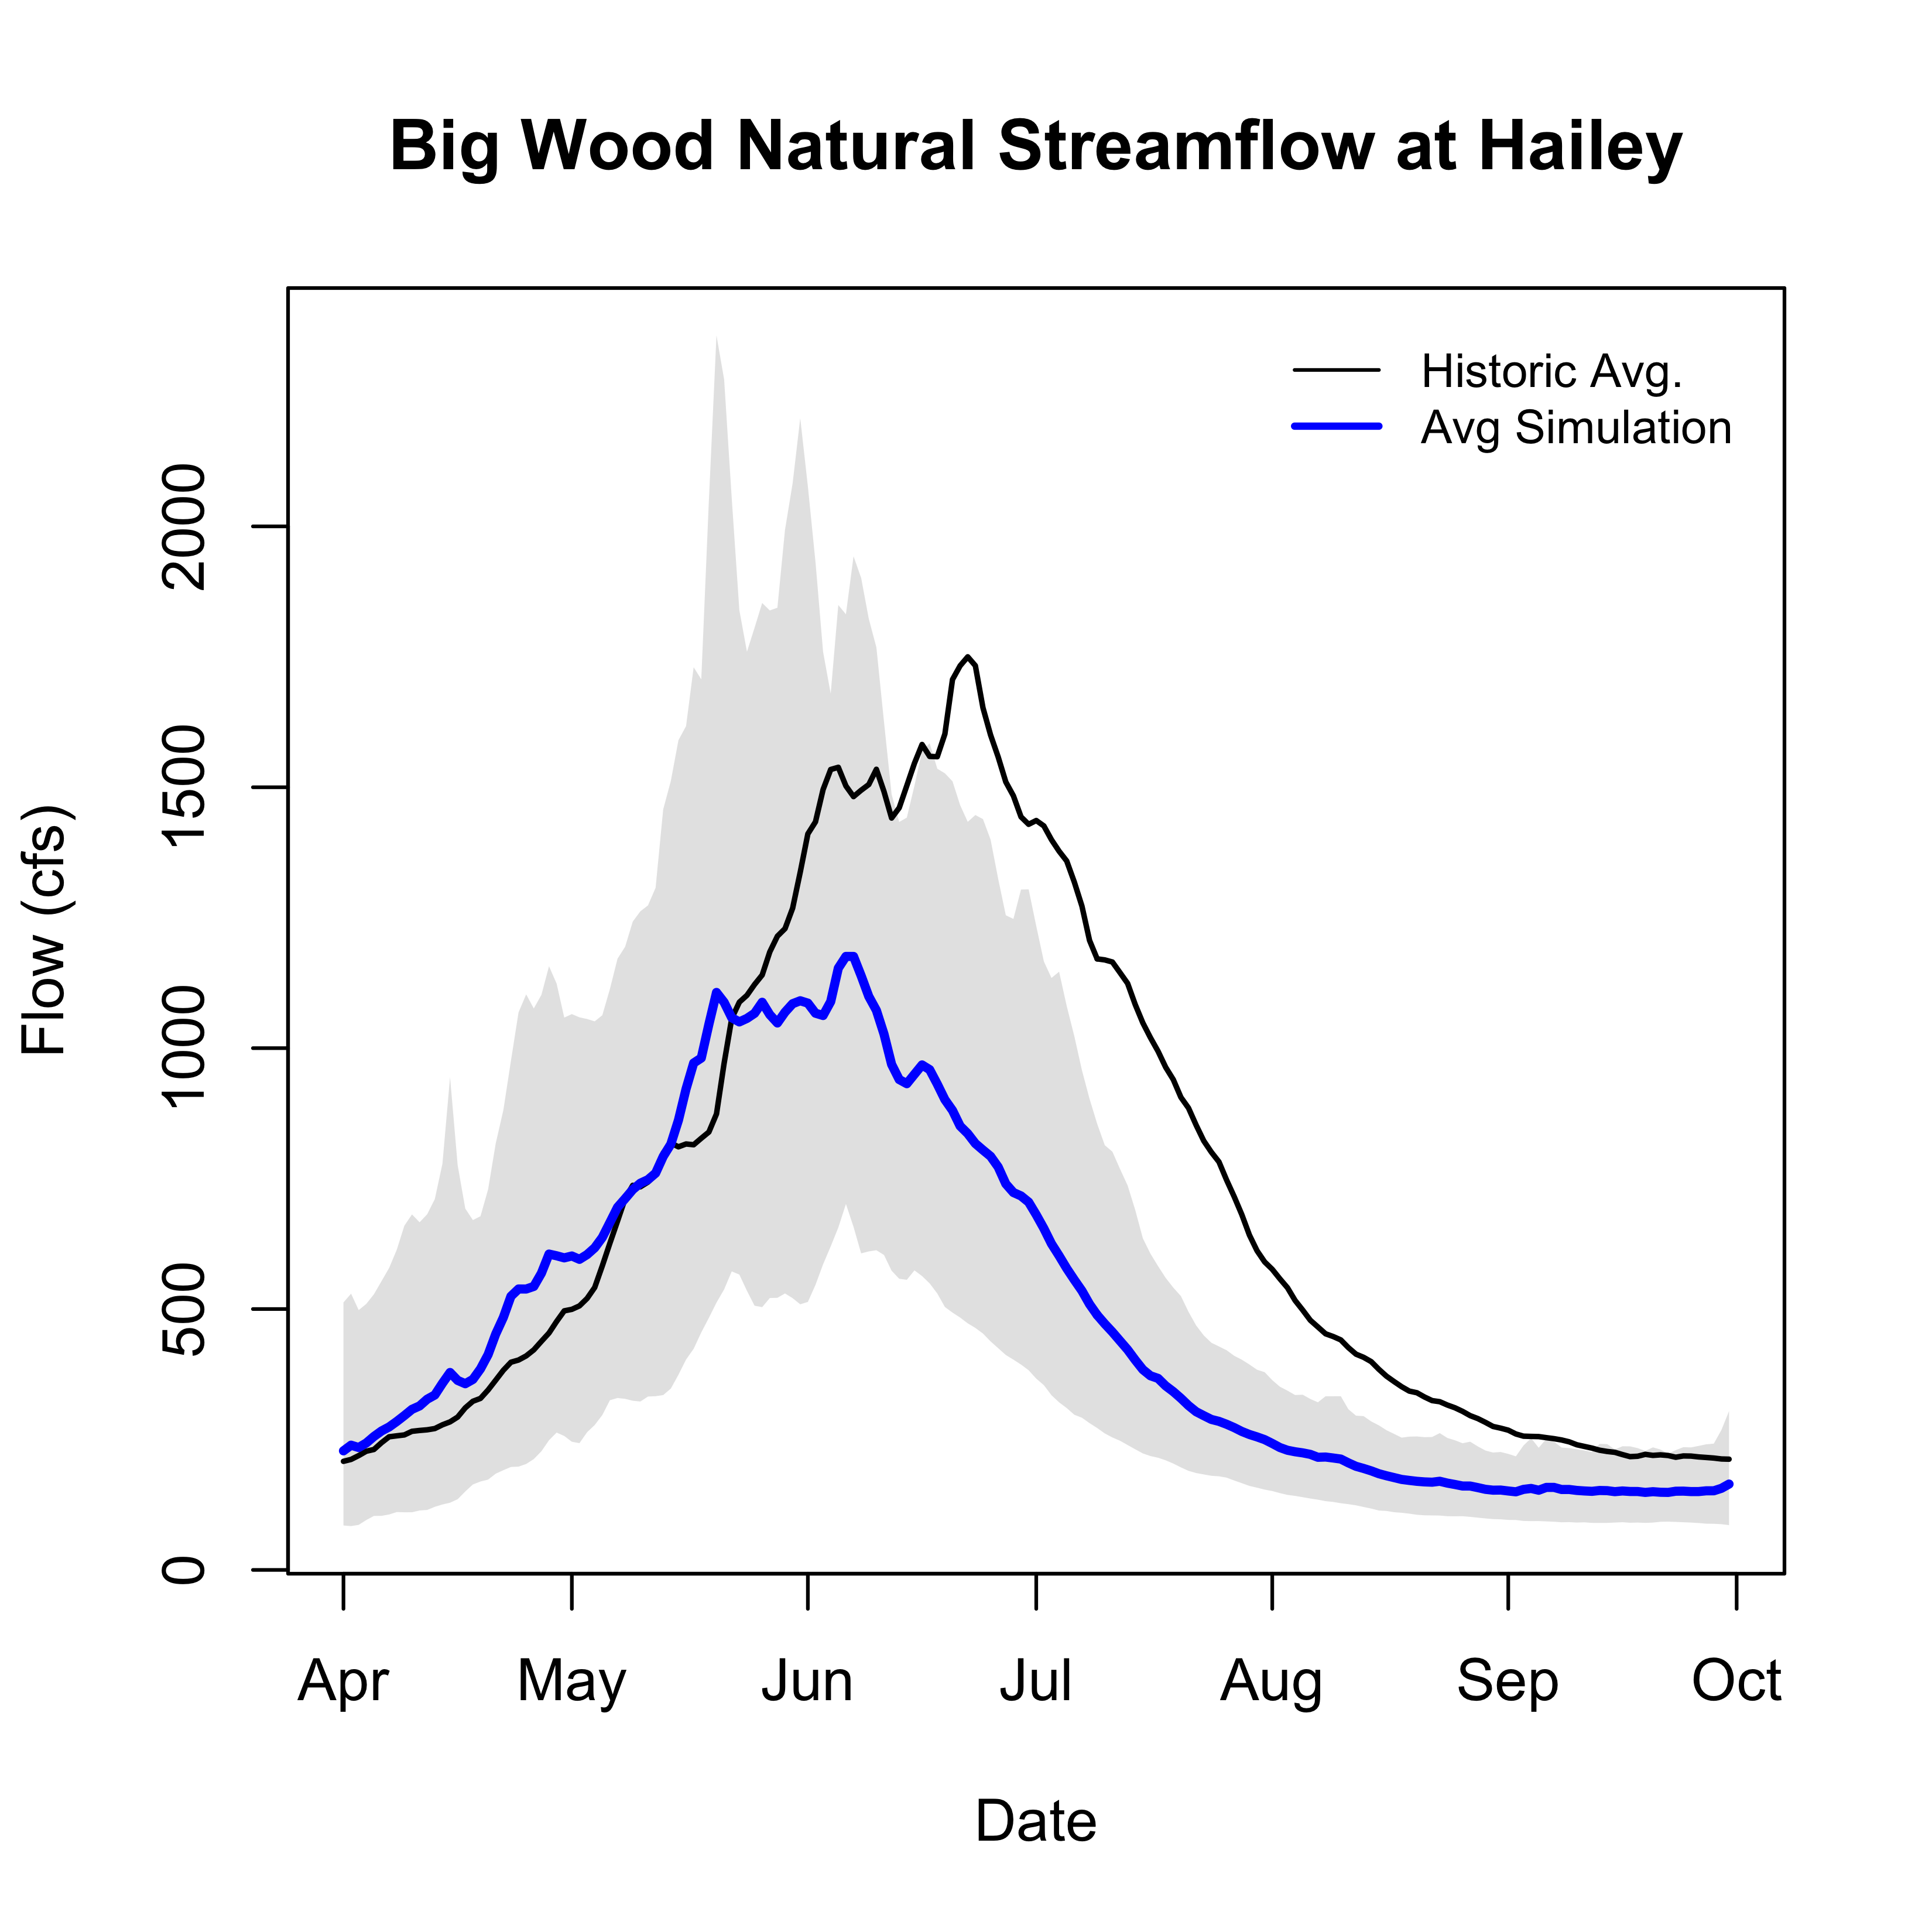 Big Wood Natural Streamflow at Hailey
Historic Avg.
Avg Simulation
Flow (cfs)
2000
1500
1000
500
0
Apr May Jun Jul Aug Sep Oct
Date